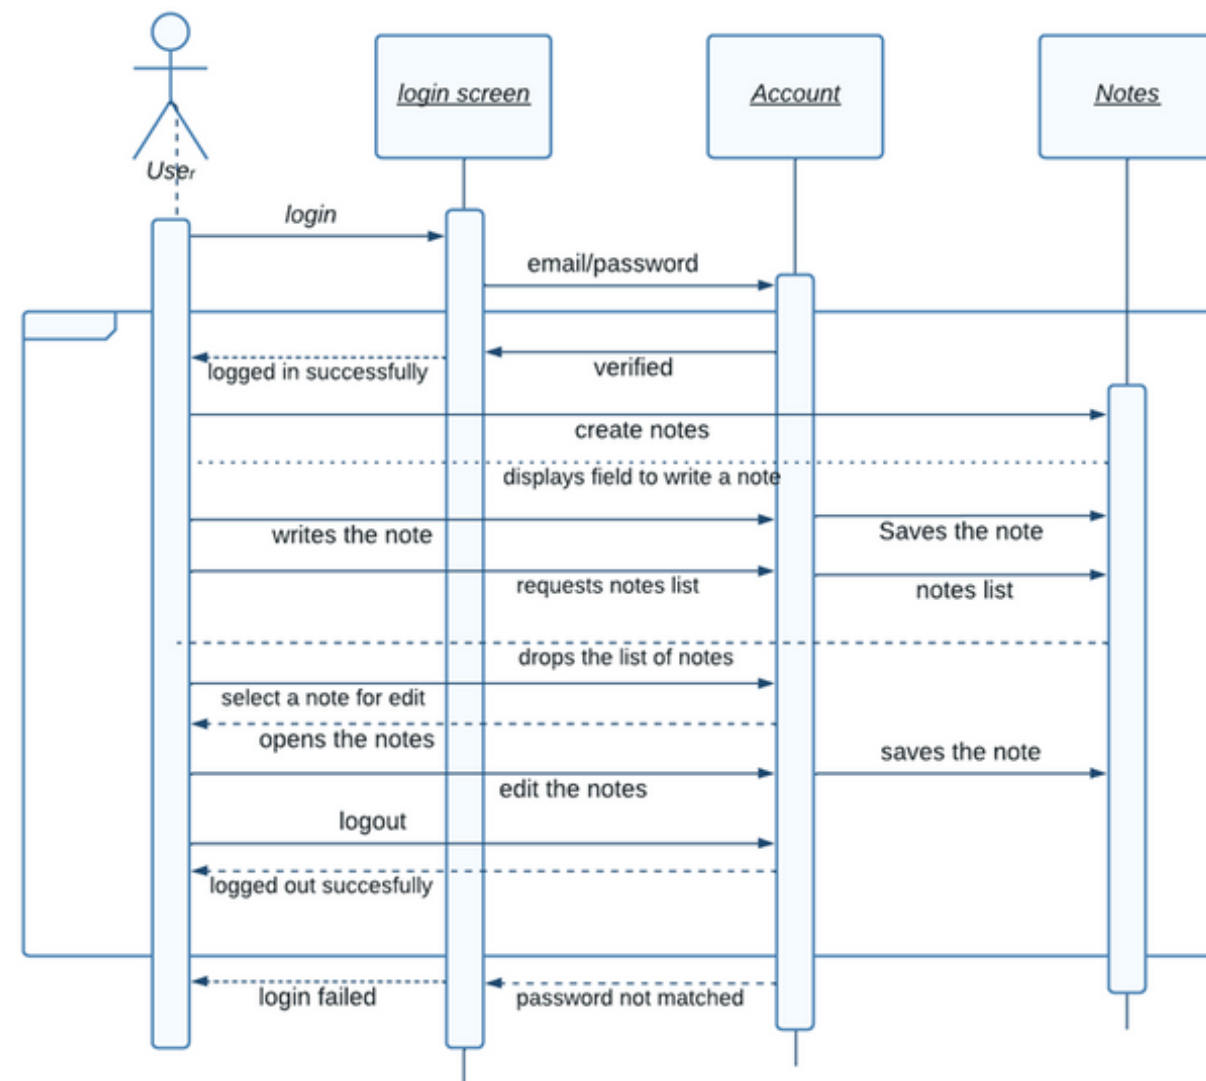 login screen
Account
Notes
User
login
email/password
verified
logged in successfully
create notes
displays field to write a note
writes the note
Saves the note
requests notes list
notes list
drops the list of notes
select a note for edit
opens the notes
saves the note
edit the notes
logout
logged out succesfully
login failed
password not matched